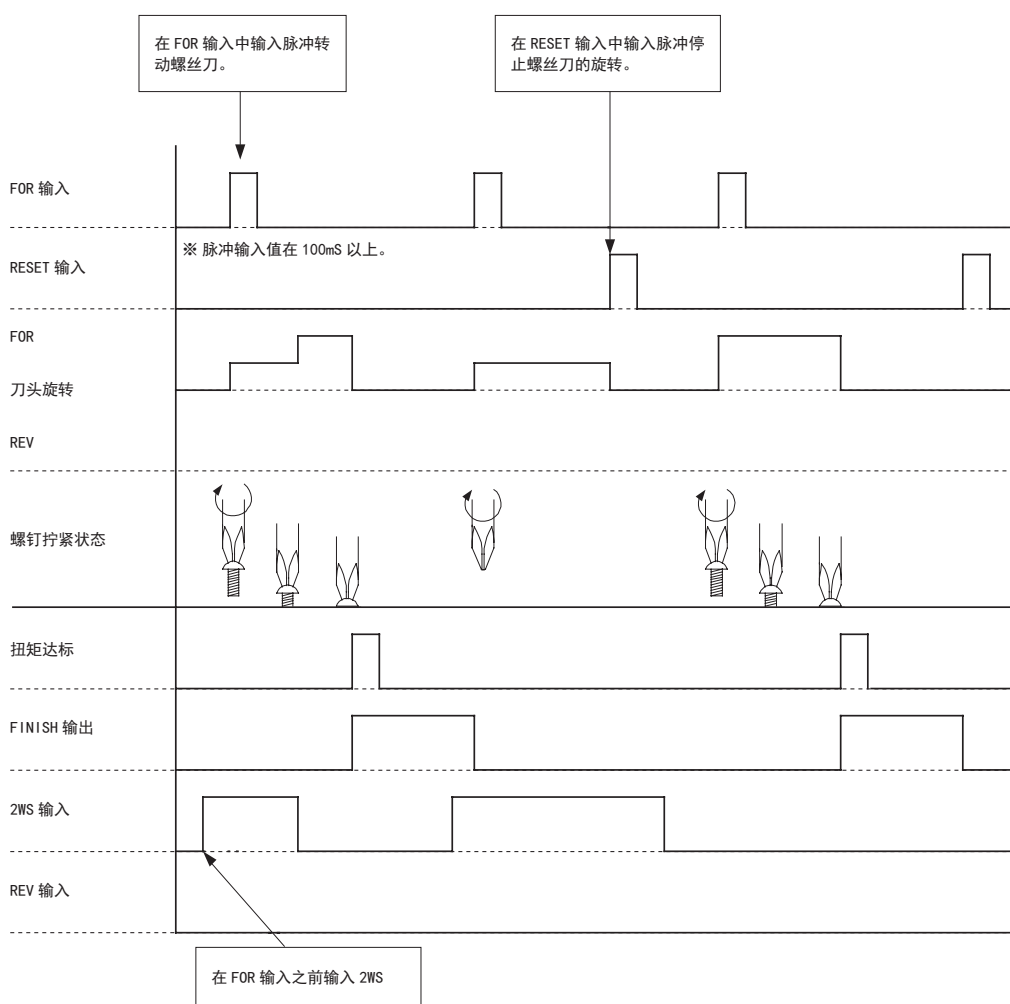 在 FOR 输入中输入脉冲转
动螺丝刀。
在 RESET 输入中输入脉冲停
止螺丝刀的旋转。
FOR 输入
※ 脉冲输入值在 100mS 以上。
RESET 输入
FOR
刀头旋转
REV
螺钉拧紧状态
扭矩达标
FINISH 输出
2WS 输入
REV 输入
在 FOR 输入之前输入 2WS